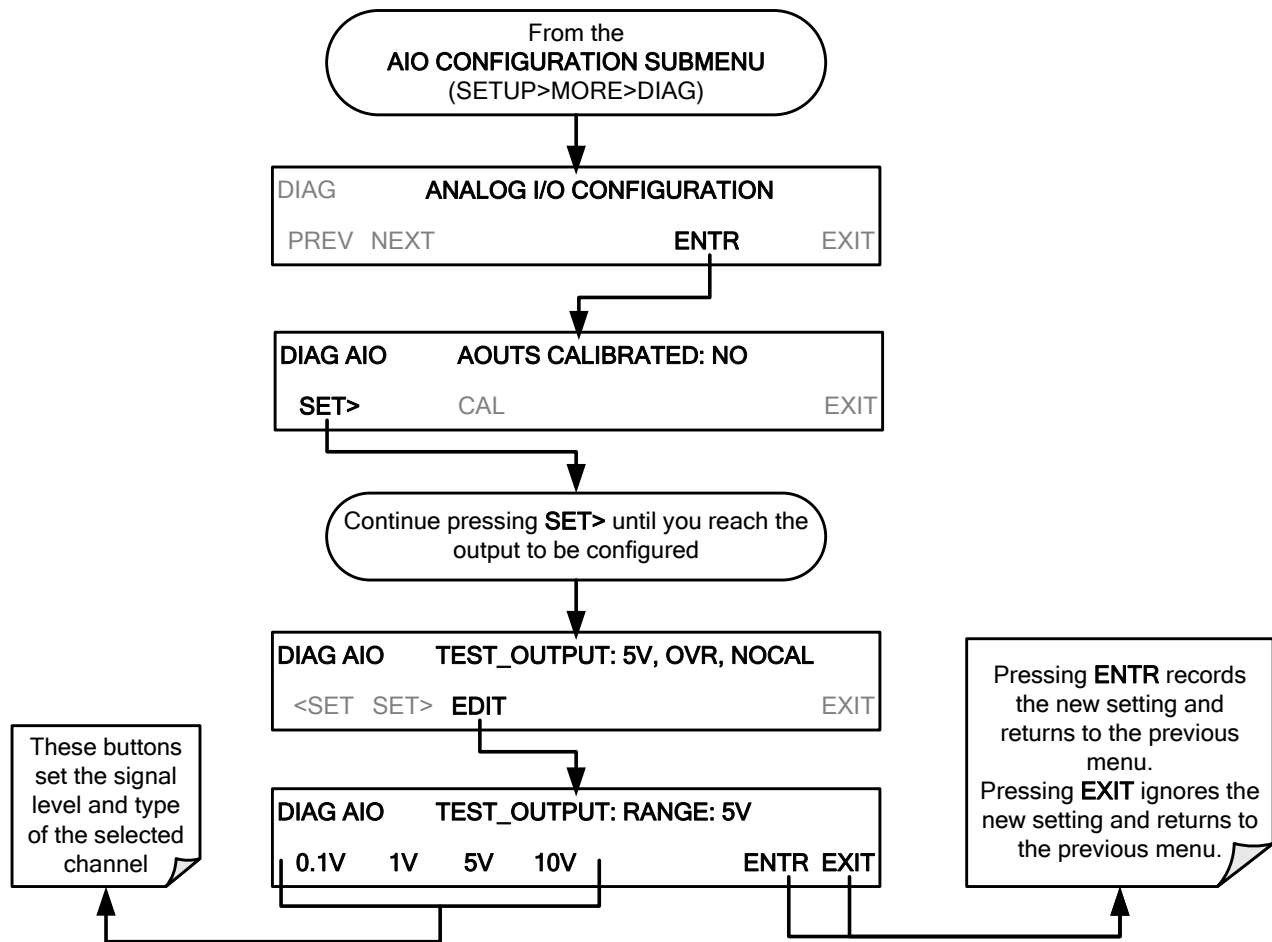 From the
AIO CONFIGURATION SUBMENU
(SETUP>MORE>DIAG)
DIAG ANALOG I/O CONFIGURATION
PREV NEXT ENTR EXIT
DIAG AIO AOUTS CALIBRATED: NO
SET> CAL EXIT
Continue pressing SET> until you reach the
output to be configured
DIAG AIO TEST_OUTPUT: 5V, OVR, NOCAL
<SET SET> EDIT EXIT
These buttons
set the signal
level and type
of the selected
channel
DIAG AIO TEST_OUTPUT: RANGE: 5V
0.1V 1V 5V 10V ENTR EXIT
Pressing ENTR records
the new setting and
returns to the previous
menu.
Pressing EXIT ignores the
new setting and returns to
the previous menu.